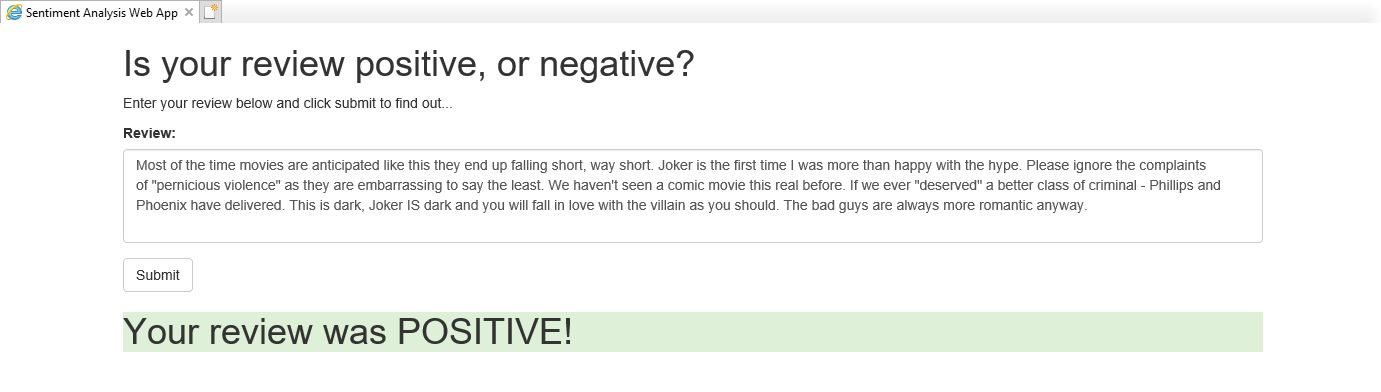 Sentiment Analysis Web App
Is your review positive, or negative?
Enter your review below and click submit to find out...
Review:
Most of the time movies are anticipated like this they end up falling short, way short. Joker is the first time I was more than happy with the hype. Please ignore the complaints
of "pernicious violence" as they are embarrassing to say the least. We haven't seen a comic movie this real before. If we ever "deserved" a better class of criminal - Phillips and
Phoenix have delivered. This is dark, Joker IS dark and you will fall in love with the villain as you should. The bad guys are always more romantic anyway.
Submit
Your review was POSITIVE!